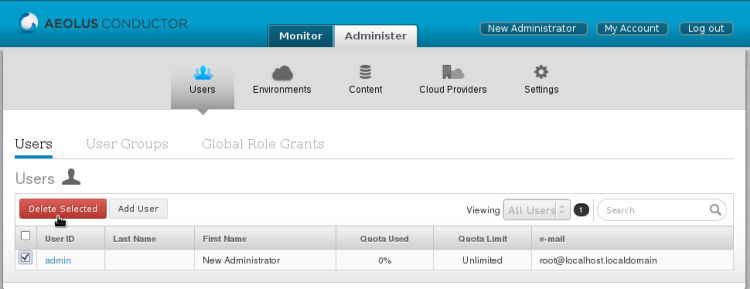 AEOLUS CONDUCTOR
Monitor Administer New Administrator My Account Log out
Users Environments Content Cloud Providers Settings
Users User Groups Global Role Grants
Users
Delete Selected Add User Viewing All Users 1 Search
User ID Last Name First Name Quota Used Quota Limit e-mail
admin New Administrator 0% Unlimited root@localhost.localdomain